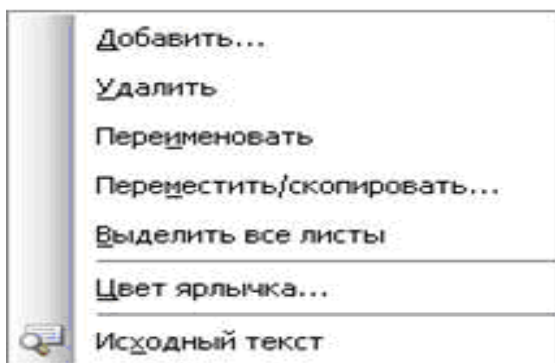 Добавить...
Удалить
Переименовать
Переместить/скопировать...
Выделить все листы
Цвет ярлычка...
Исходный текст